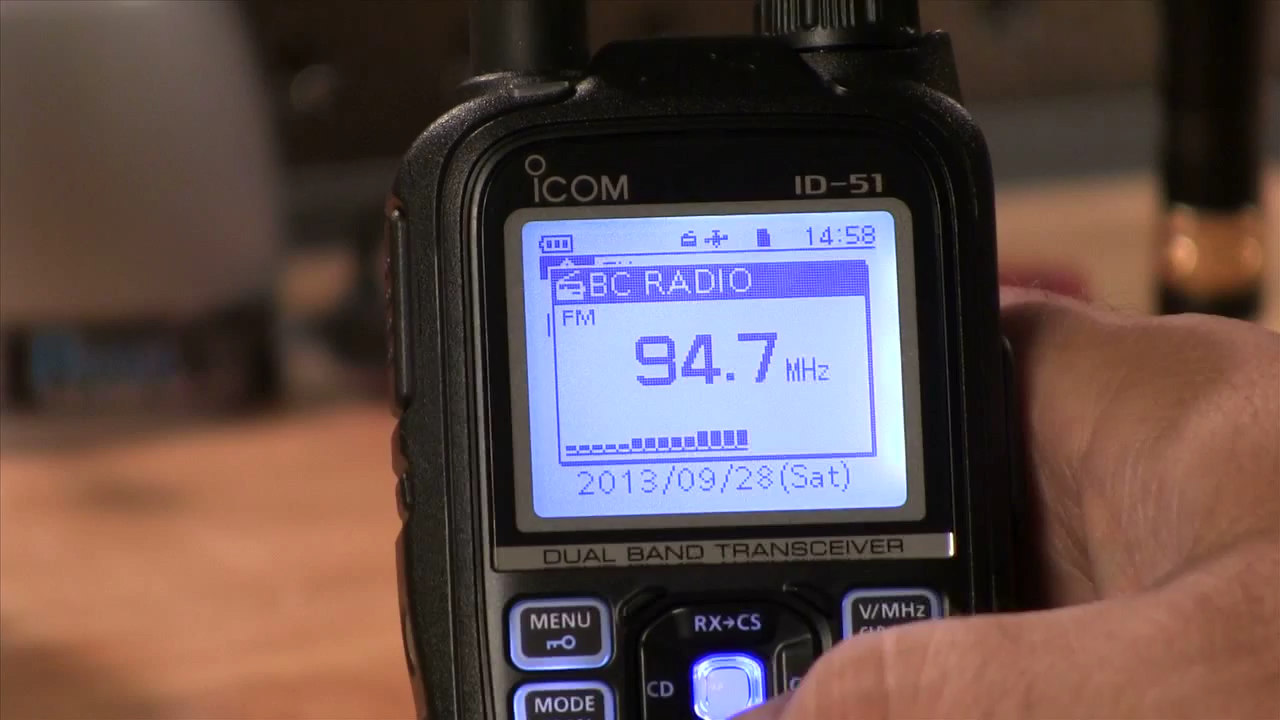 ICOM
ID-51
14:58
BC RADIO
FM
94.7 MHz
2013/09/28(Sat)
DUAL BAND TRANSCEIVER
MENU
RX→CS
V/MHz
CD
MODE